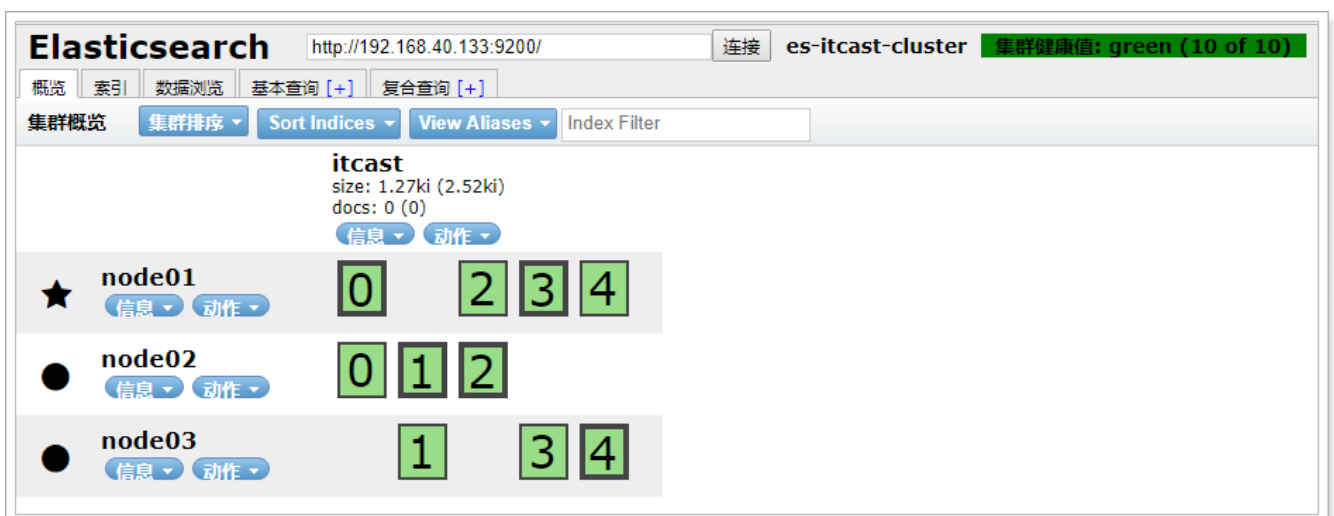 Elasticsearch http://192.168.40.133:9200/ 连接 es-itcast-cluster 集群健康值: green (10 of 10)
概览 索引 数据浏览 基本查询 [+] 复合查询 [+]
集群概览 集群排序 Sort Indices View Aliases Index Filter
itcast
size: 1.27ki (2.52ki)
docs: 0 (0)
信息 动作
node01 0 2 3 4
信息 动作
node02 0 1 2
信息 动作
node03 1 3 4
信息 动作